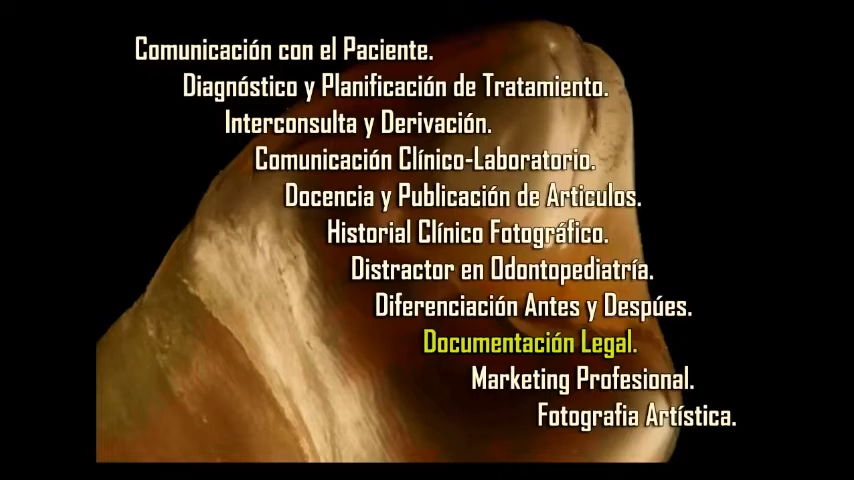 Comunicación con el Paciente.
Diagnóstico y Planificación de Tratamiento.
Interconsulta y Derivación.
Comunicación Clínico-Laboratorio.
Docencia y Publicación de Articulos.
Historial Clínico Fotográfico.
Distractor en Odontopediatría.
Diferenciación Antes y Despúes.
Documentación Legal.
Marketing Profesional.
Fotografia Artística.